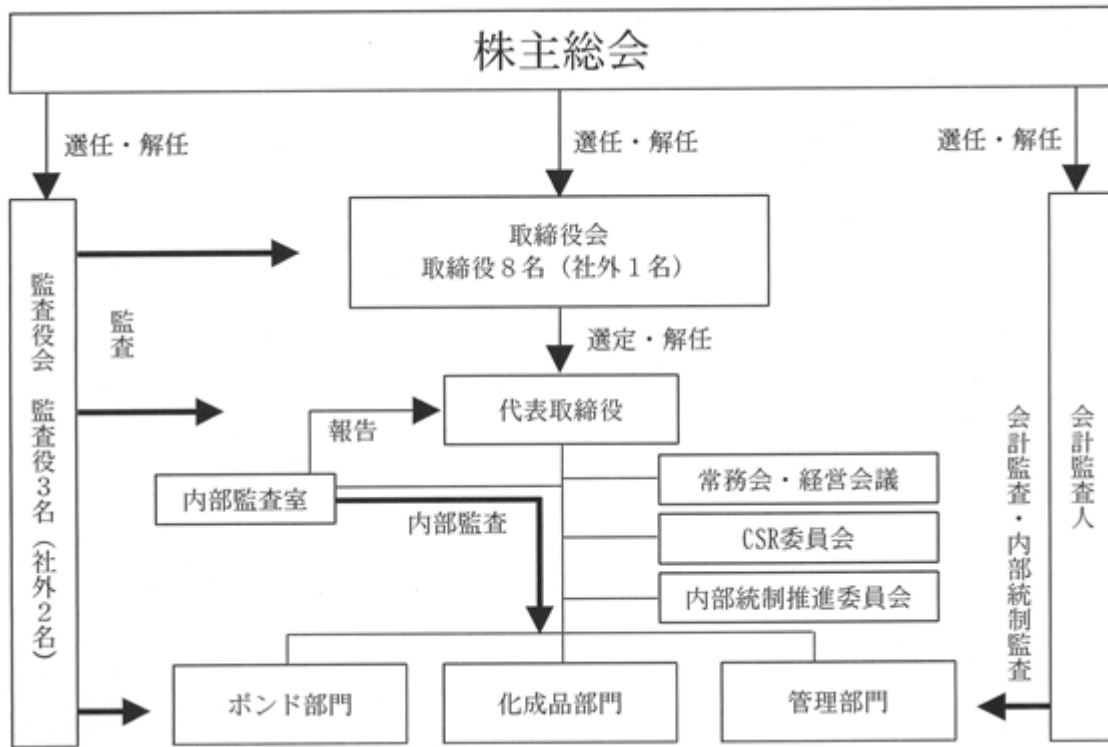 株主総会
選任・解任
選任・解任
選任・解任
取締役会
取締役8名（社外1名）
監査役会　監査役3名（社外2名）
監査
選定・解任
代表取締役
報告
内部監査室
内部監査
常務会・経営会議
CSR委員会
内部統制推進委員会
会計監査・内部統制監査
会計監査人
ボンド部門
化成品部門
管理部門